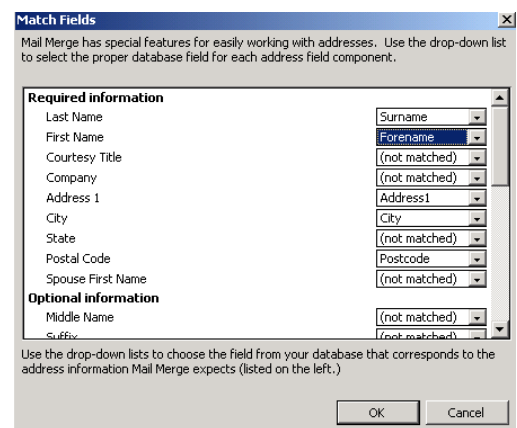 Match Fields
Mail Merge has special features for easily working with addresses. Use the drop-down list
to select the proper database field for each address field component.
Required information
Last Name Surname
First Name Forename
Courtesy Title (not matched)
Company (not matched)
Address 1 Address1
City City
State (not matched)
Postal Code Postcode
Spouse First Name (not matched)
Optional information
Middle Name (not matched)
Suffix (not matched)
Use the drop-down lists to choose the field from your database that corresponds to the
address information Mail Merge expects (listed on the left.)
OK Cancel